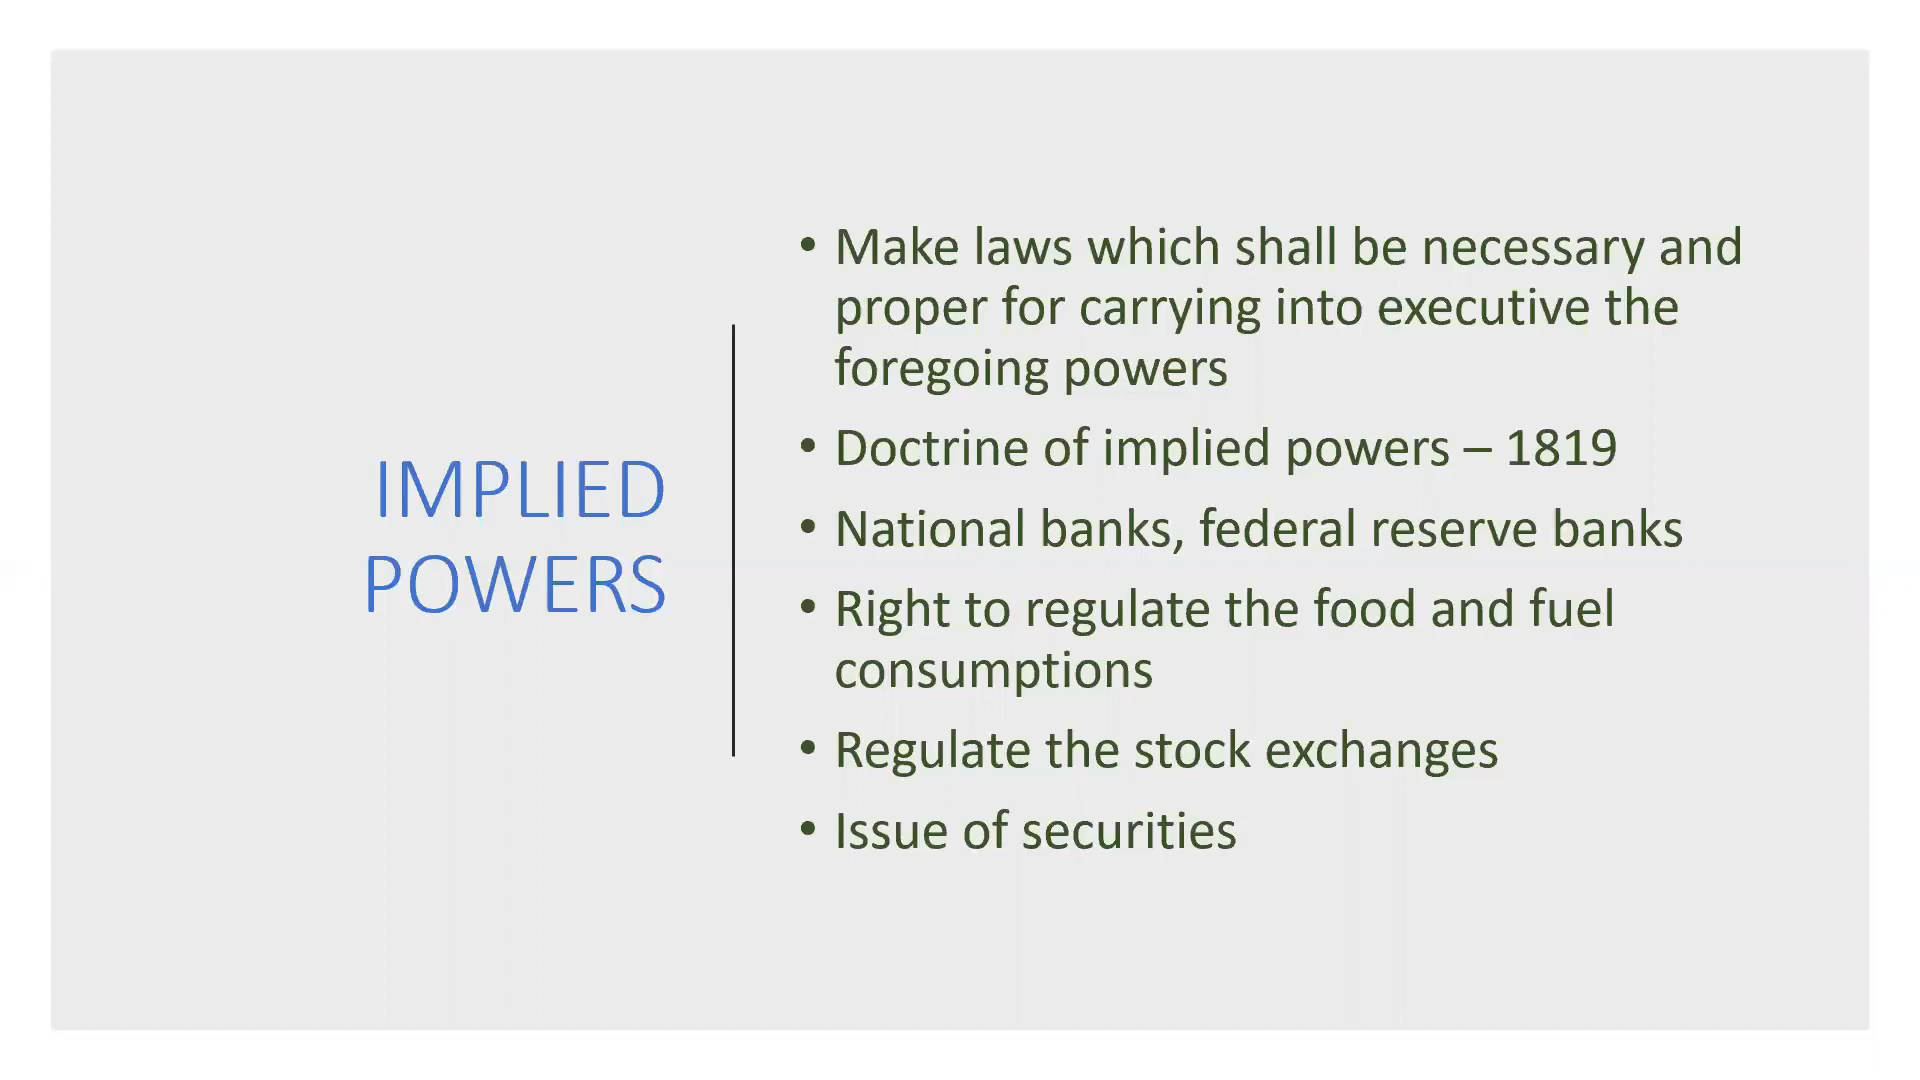 IMPLIED
POWERS
• Make laws which shall be necessary and
proper for carrying into executive the
foregoing powers
• Doctrine of implied powers – 1819
• National banks, federal reserve banks
• Right to regulate the food and fuel
consumptions
• Regulate the stock exchanges
• Issue of securities